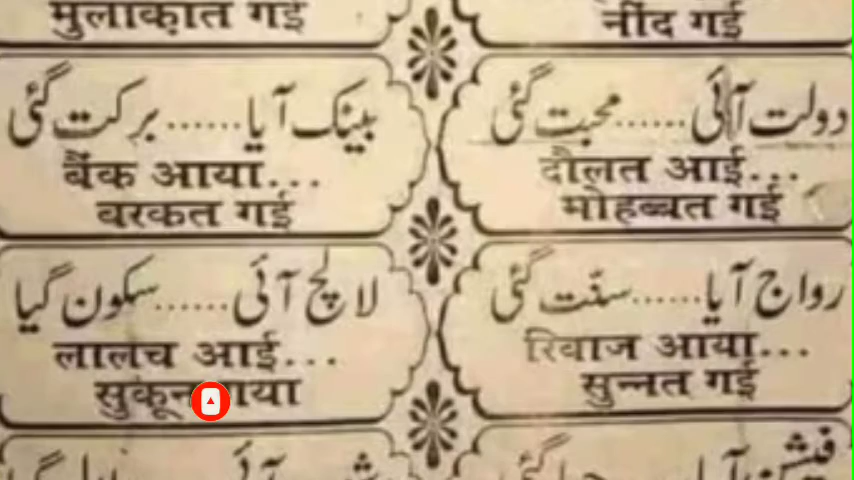 मुलाक़ात गई
नींद गई
بینک آیا......برکت گئی
बैंक आया...
बरकत गई
دولت آئی......محبت گئی
दौलत आई...
मोहब्बत गई
لالچ آئی......سکون گیا
लालच आई...
सुकून गया
رواج آیا......سنّت گئی
रिवाज आया...
सुन्नत गई